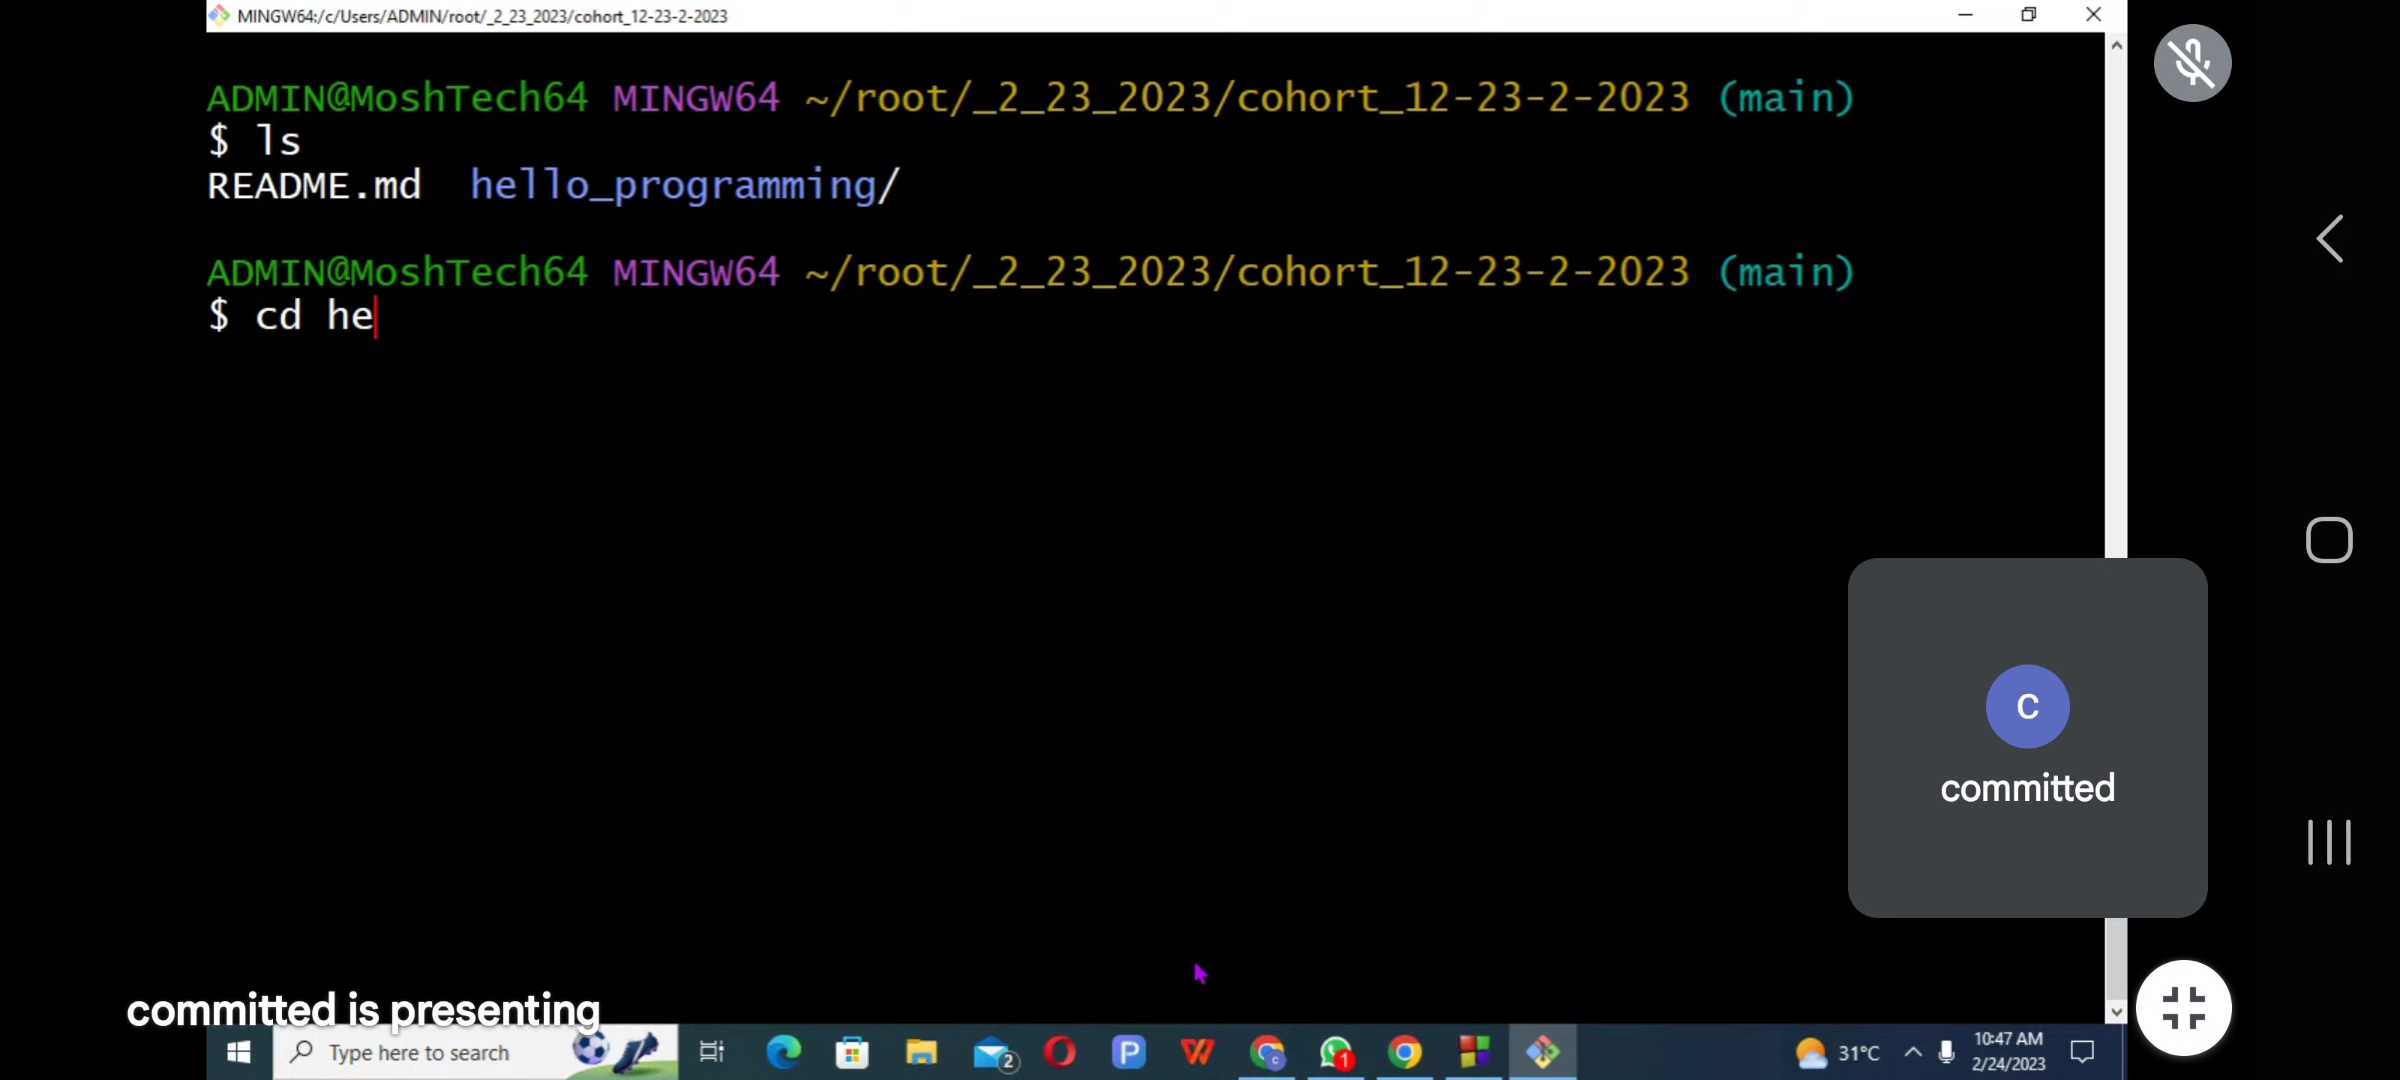 MINGW64:/c/Users/ADMIN/root/_2_23_2023/cohort_12-23-2-2023
ADMIN@MoshTech64 MINGW64 ~/root/_2_23_2023/cohort_12-23-2-2023 (main)
$ ls
README.md hello_programming/
ADMIN@MoshTech64 MINGW64 ~/root/_2_23_2023/cohort_12-23-2-2023 (main)
$ cd he
C
committed
committed is presenting
Type here to search
2
P
W
c
1
31°C
10:47 AM
2/24/2023